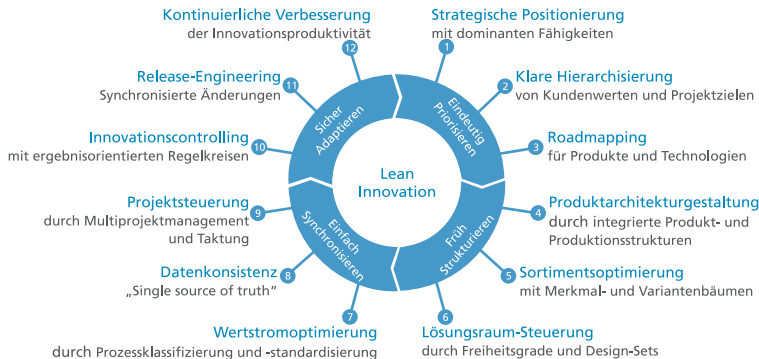 Strategische Positionierung
mit dominanten Fähigkeiten
1
Klare Hierarchisierung
von Kundenwerten und Projektzielen
2
Roadmapping
für Produkte und Technologien
3
Produktarchitekturgestaltung
durch integrierte Produkt- und
Produktionsstrukturen
4
Sortimentsoptimierung
mit Merkmal- und Variantenbäumen
5
Lösungsraum-Steuerung
durch Freiheitsgrade und Design-Sets
6
Wertstromoptimierung
durch Prozessklassifizierung und -standardisierung
7
Datenkonsistenz
„Single source of truth“
8
Projektsteuerung
durch Multiprojektmanagement
und Taktung
9
Innovationscontrolling
mit ergebnisorientierten Regelkreisen
10
Release-Engineering
Synchronisierte Änderungen
11
Kontinuierliche Verbesserung
der Innovationsproduktivität
12
Eindeutig
Priorisieren
Früh
Strukturieren
Einfach
Synchronisieren
Sicher
Adaptieren
Lean
Innovation